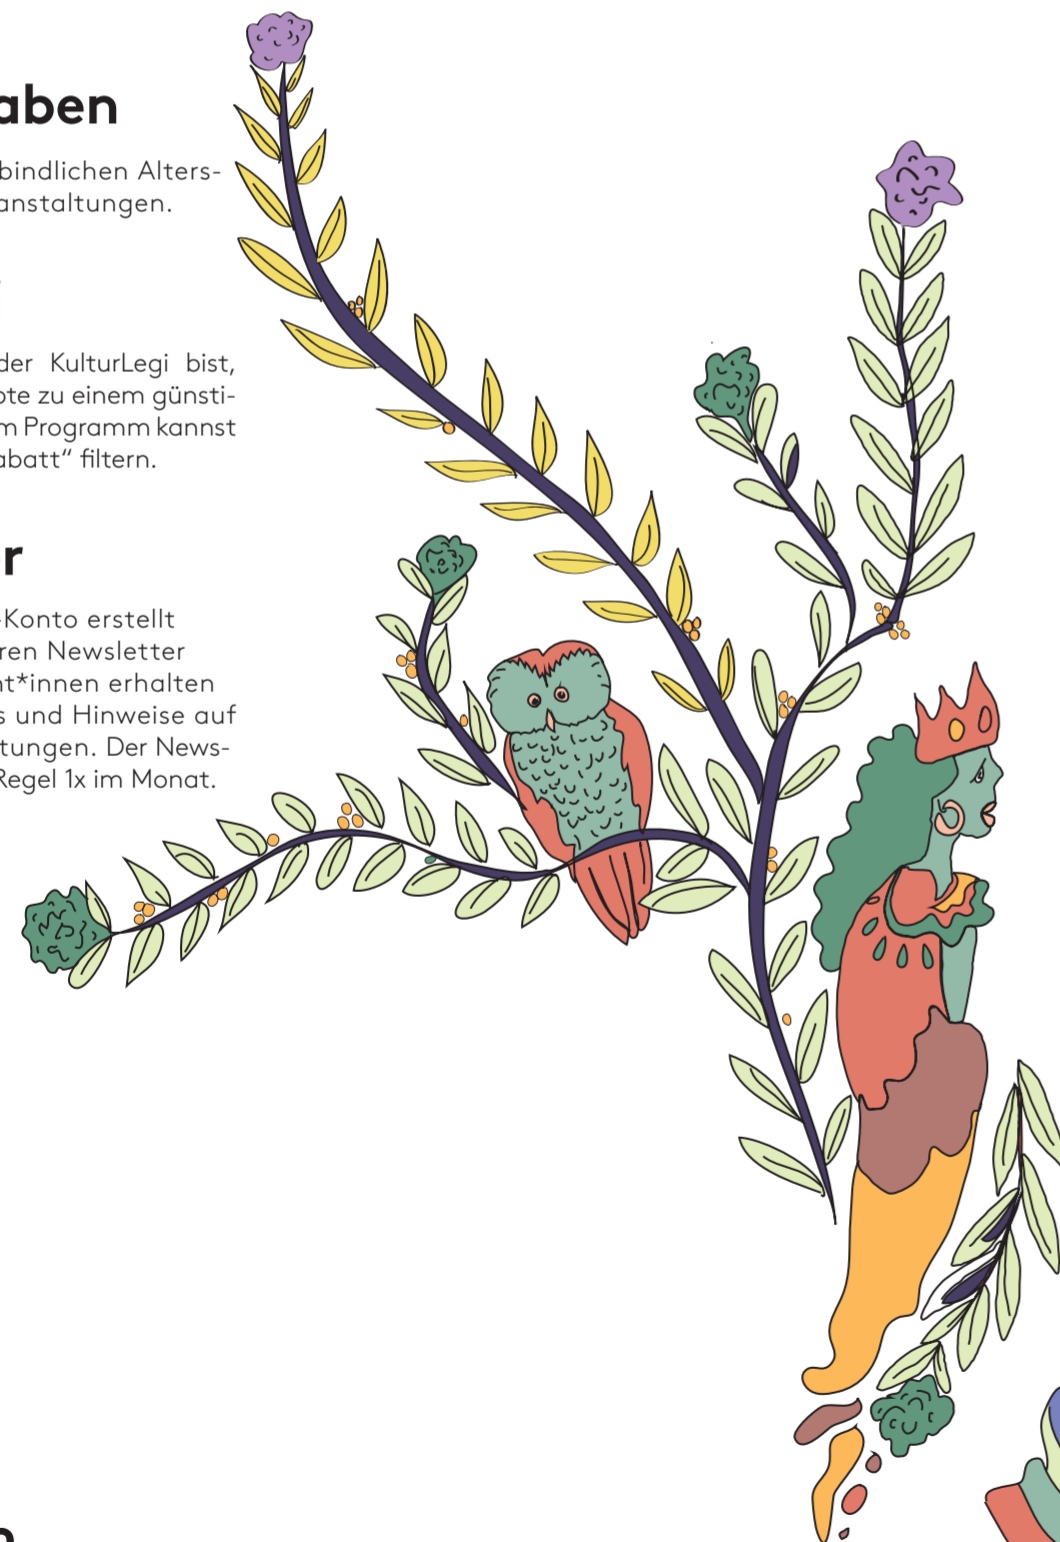 aben
bindlichen Alters-
anstaltungen.
der KulturLegi bist,
ote zu einem günsti-
m Programm kannst
abatt“ filtern.
r
-Konto erstellt
ren Newsletter
nt*innen erhalten
s und Hinweise auf
tungen. Der News-
Regel 1x im Monat.